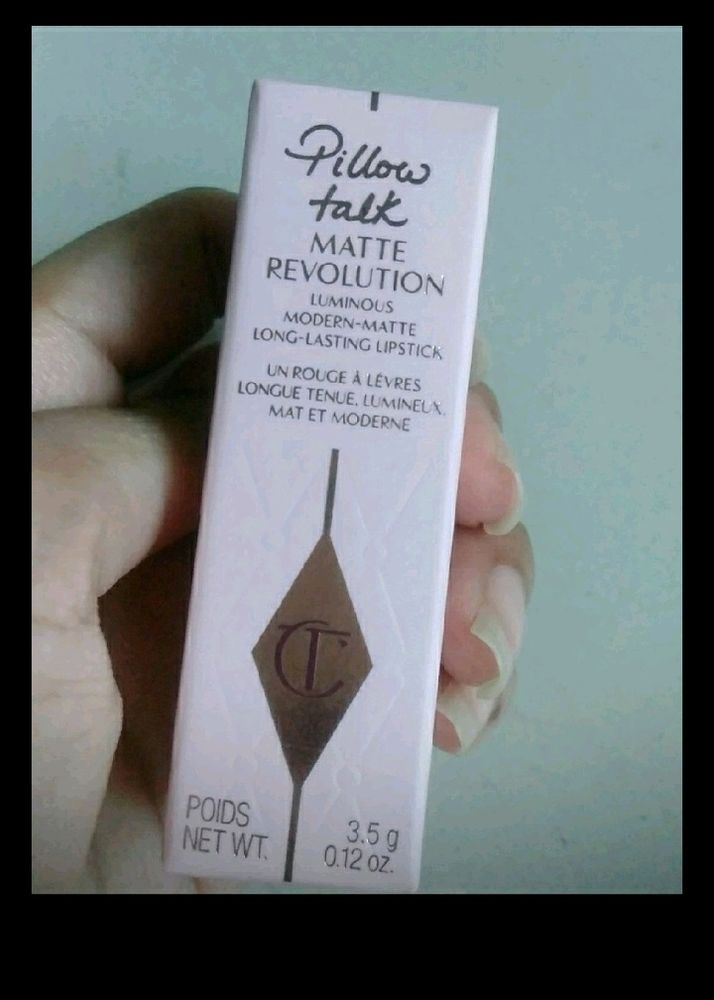 Pillow
talk
MATTE
REVOLUTION
LUMINOUS
MODERN-MATTE
LONG-LASTING LIPSTICK
UN ROUGE À LÈVRES
LONGUE TENUE, LUMINEUX,
MAT ET MODERNE
CT
POIDS
NET WT.
3.5 g
0.12 oz.